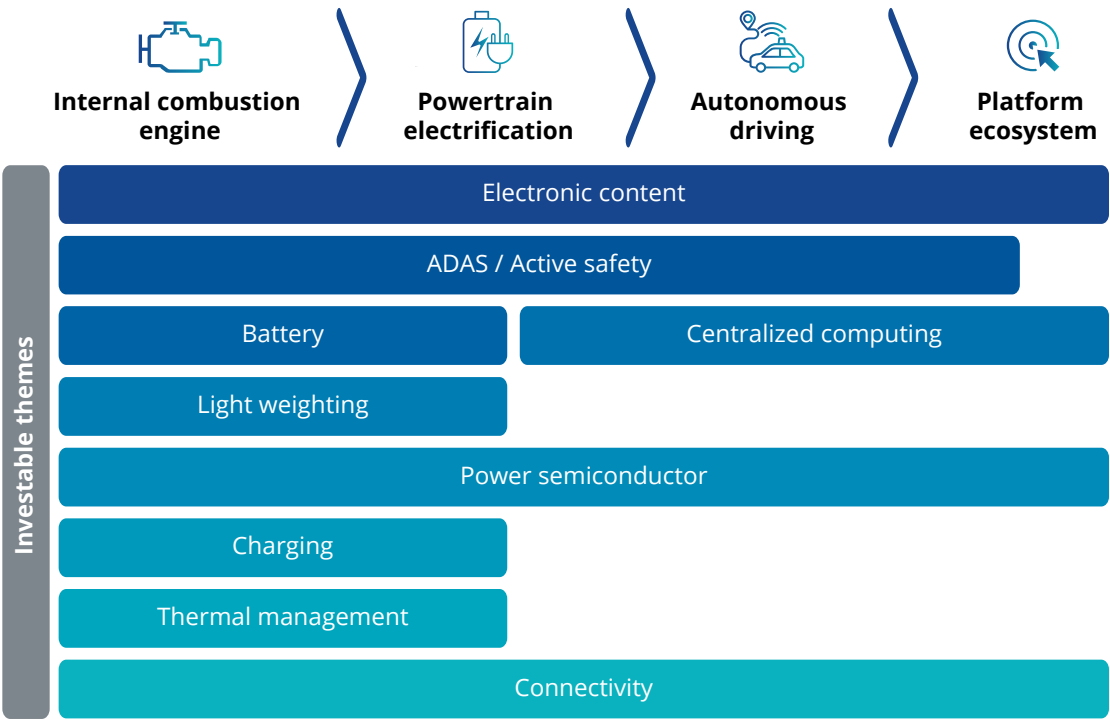 Internal combustion
engine
Powertrain
electrification
Autonomous
driving
Platform
ecosystem
Investable themes
Electronic content
ADAS / Active safety
Battery
Centralized computing
Light weighting
Power semiconductor
Charging
Thermal management
Connectivity